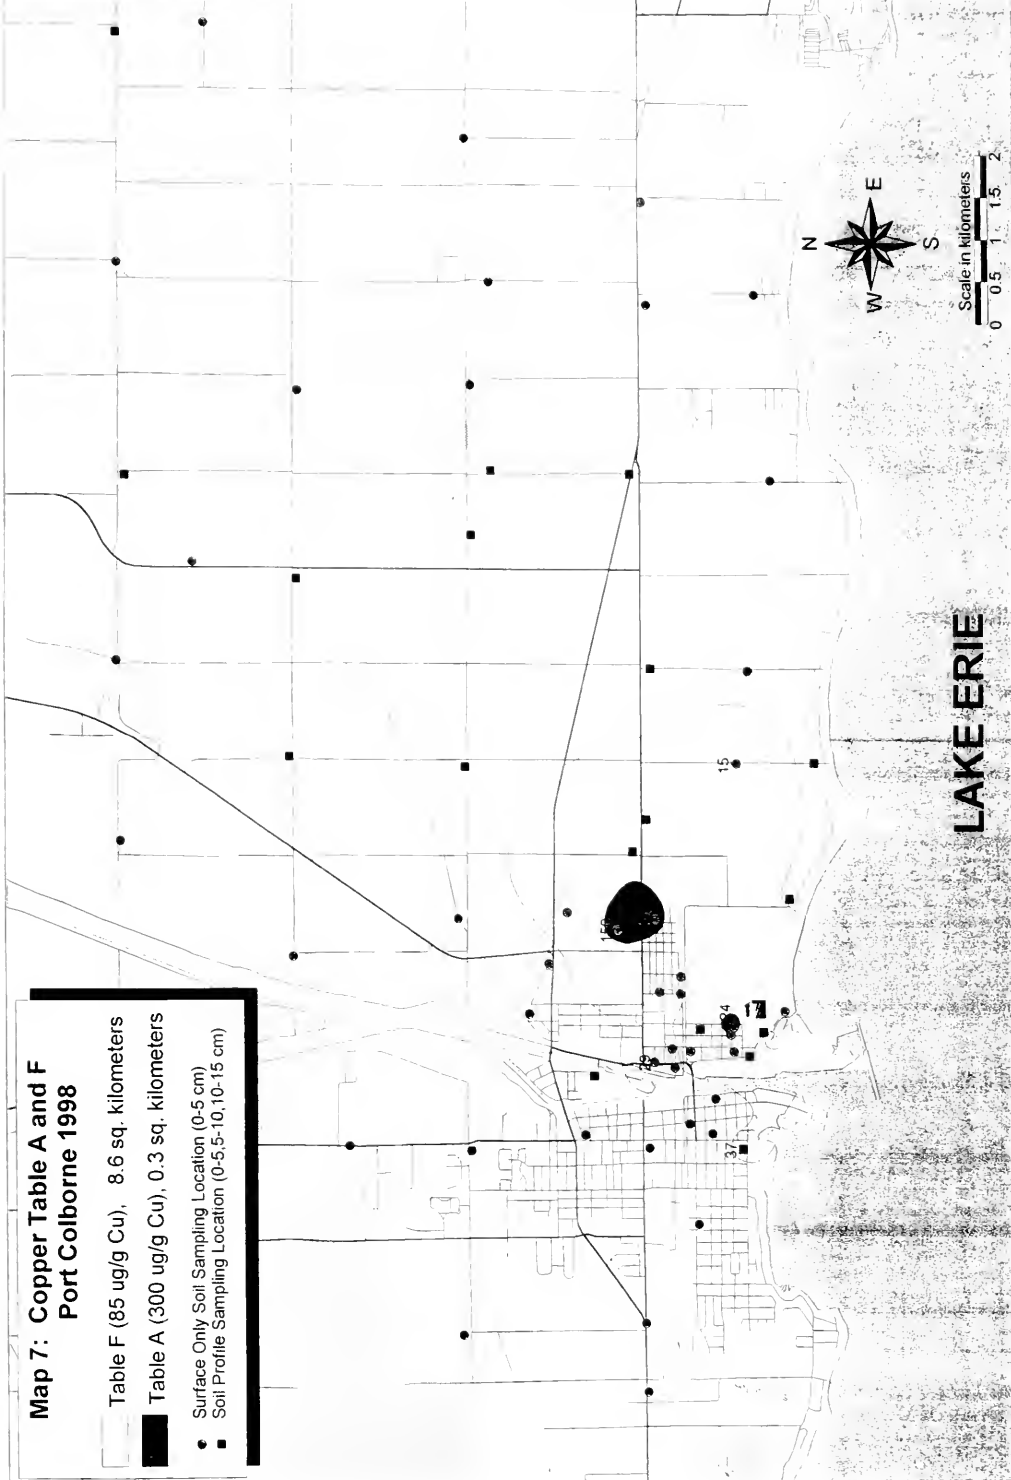 Map 7: Copper Table A and F
Port Colborne 1998
Table F (85 ug/g Cu), 8.6 sq. kilometers
Table A (300 ug/g Cu), 0.3 sq. kilometers
Surface Only Soil Sampling Location (0-5 cm)
Soil Profile Sampling Location (0-5,5-10,10-15 cm)
N
W
E
S
Scale in kilometers
0 0.5 1 1.5 2
15
17
29
37
LAKE ERIE